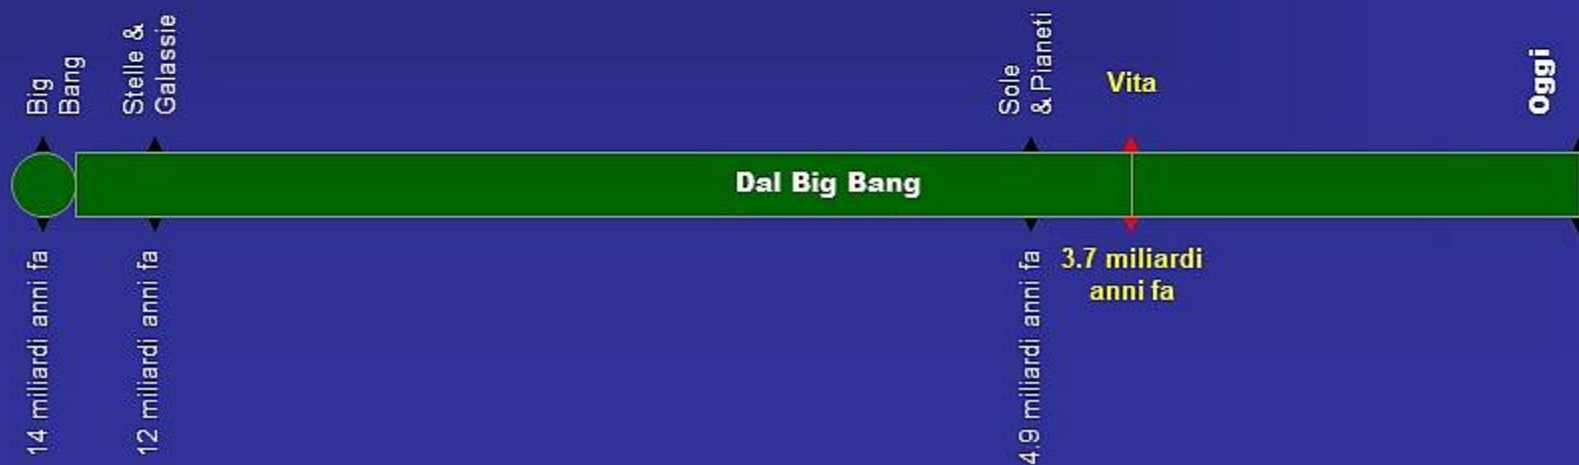 Big
Bang
Stelle &
Galassie
Sole
& Pianeti
Vita
Oggi
Dal Big Bang
14 miliardi anni fa
12 miliardi anni fa
4.9 miliardi anni fa
3.7 miliardi
anni fa